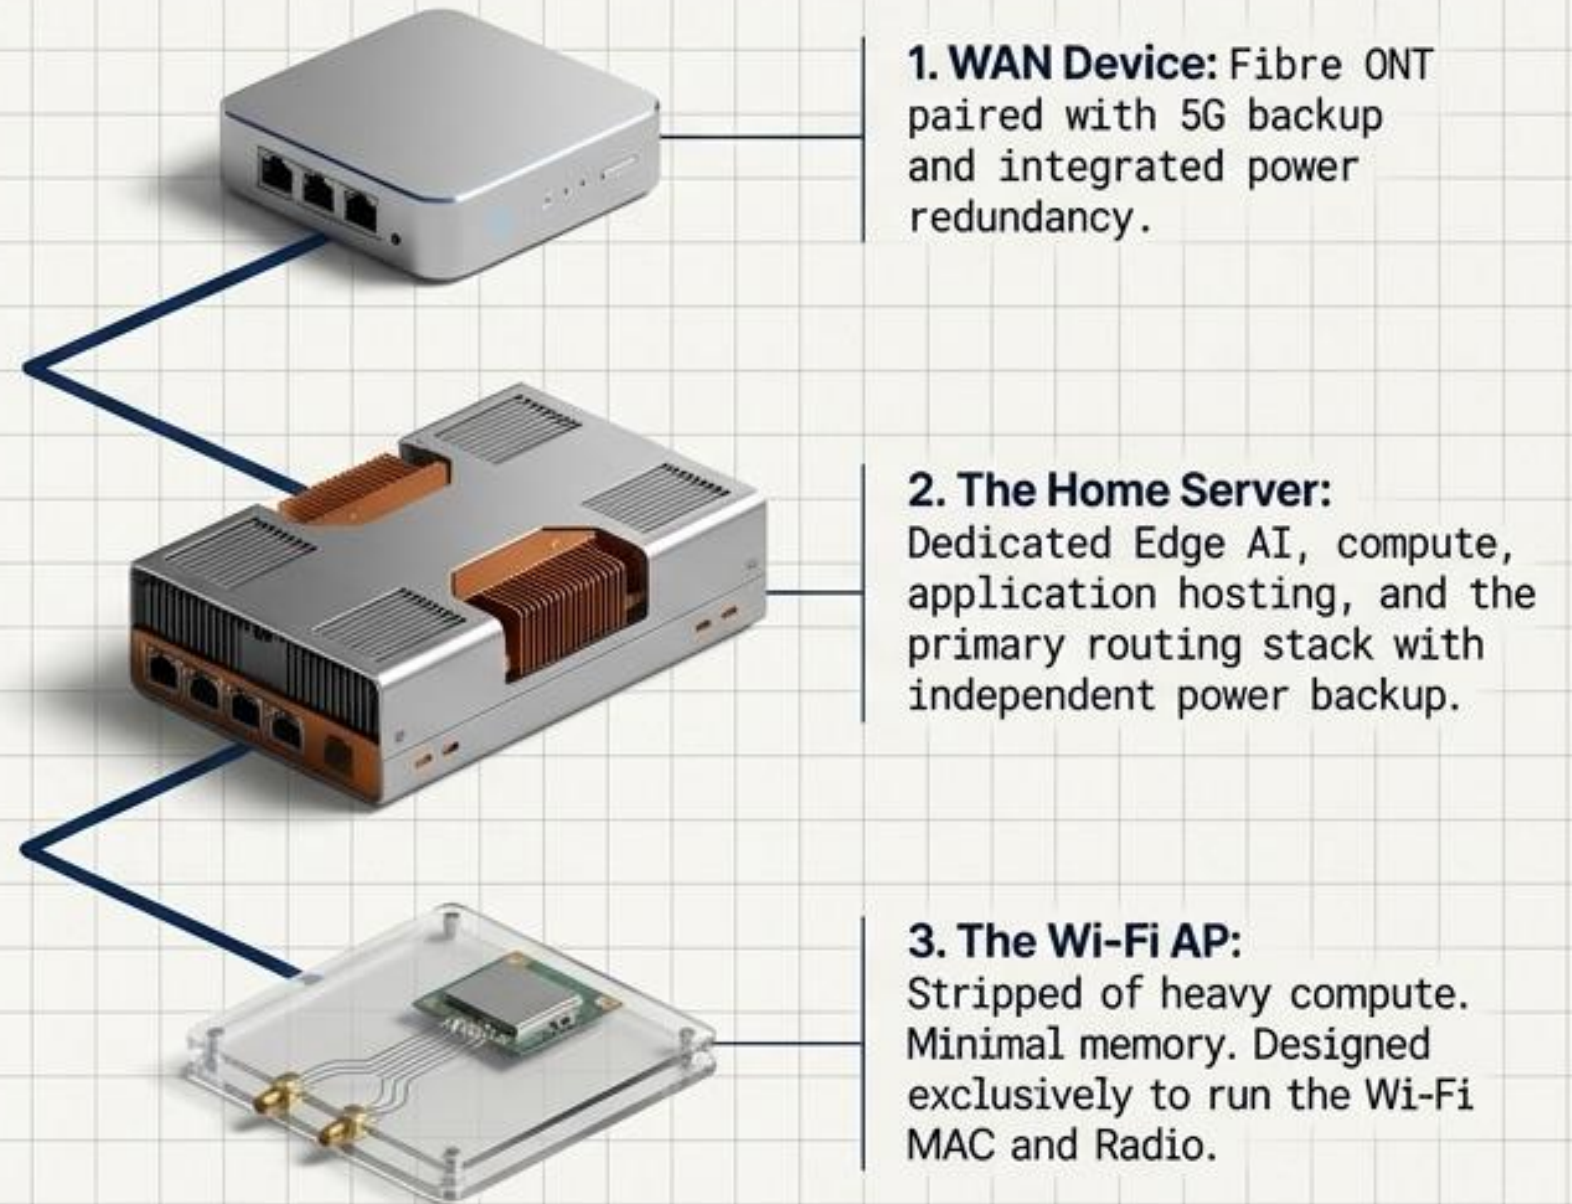 1. WAN Device: Fibre ONT
paired with 5G backup
and integrated power
redundancy.
2. The Home Server:
Dedicated Edge AI, compute,
application hosting, and the
primary routing stack with
independent power backup.
3. The Wi-Fi AP:
Stripped of heavy compute.
Minimal memory. Designed
exclusively to run the Wi-Fi
MAC and Radio.